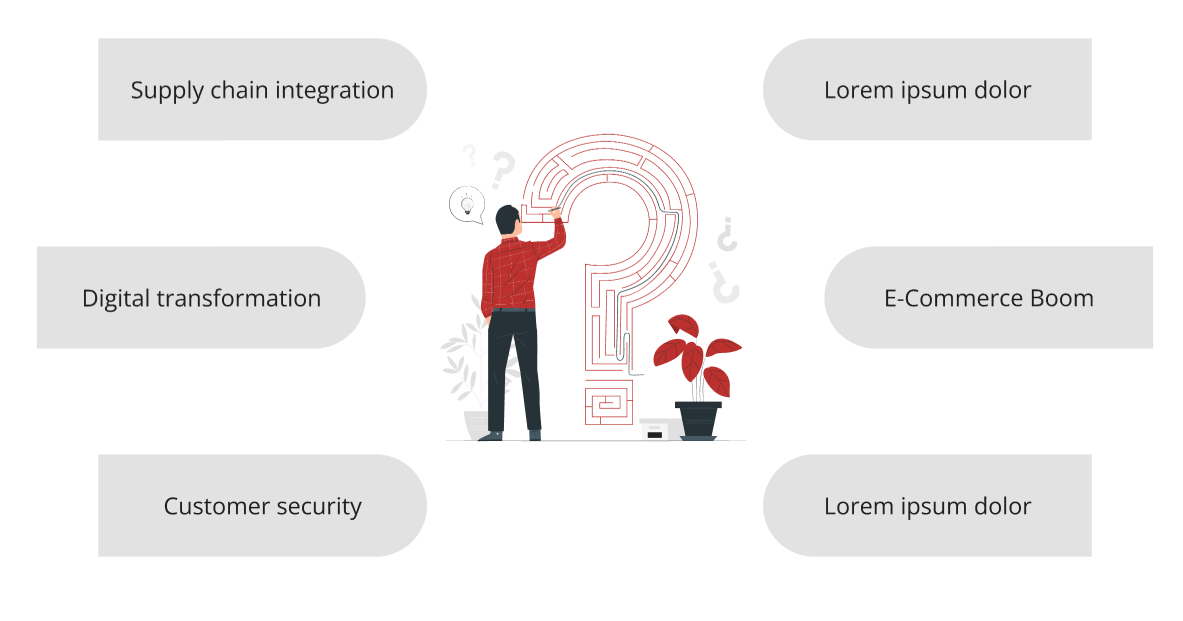 Supply chain integration
Lorem ipsum dolor
Digital transformation
E-Commerce Boom
Customer security
Lorem ipsum dolor